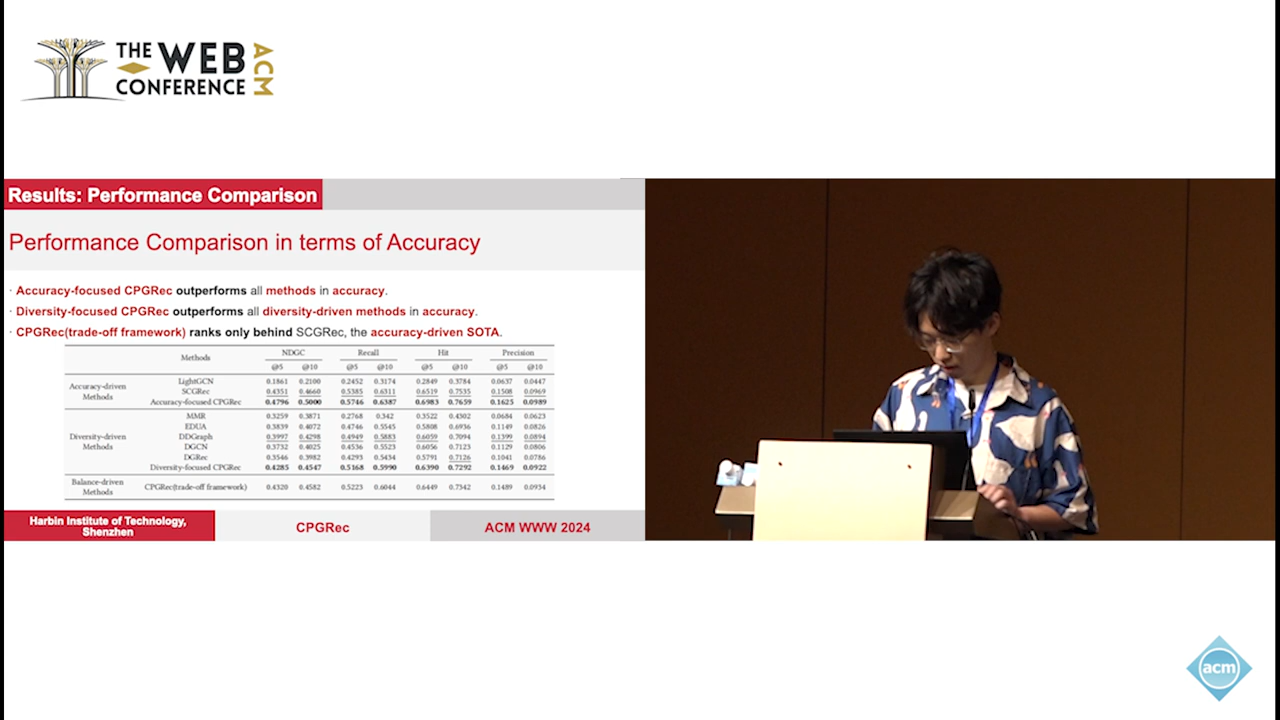 THE WEB
CONFERENCE
ACM
Results: Performance Comparison
Performance Comparison in terms of Accuracy
· Accuracy-focused CPGRec outperforms all methods in accuracy.
· Diversity-focused CPGRec outperforms all diversity-driven methods in accuracy.
· CPGRec(trade-off framework) ranks only behind SCGRec, the accuracy-driven SOTA.
Methods NDGC Recall Hit Precision
@5 @10 @5 @10 @5 @10 @5 @10
Accuracy-driven Methods
LightGCN 0.1861 0.2100 0.2452 0.3174 0.2849 0.3784 0.0637 0.0447
SCGRec 0.4351 0.4660 0.5385 0.6311 0.6519 0.7535 0.1508 0.0969
Accuracy-focused CPGRec 0.4796 0.5000 0.5746 0.6387 0.6983 0.7659 0.1625 0.0989
Diversity-driven Methods
MMR 0.3259 0.3871 0.2768 0.342 0.3522 0.4302 0.0684 0.0623
EDUA 0.3839 0.4072 0.4746 0.5545 0.5808 0.6936 0.1149 0.0826
DDGraph 0.3997 0.4298 0.4949 0.5883 0.6059 0.7094 0.1399 0.0894
DGCN 0.3732 0.4025 0.4536 0.5523 0.6056 0.7123 0.1129 0.0806
DGRec 0.3546 0.3982 0.4293 0.5434 0.5791 0.7126 0.1041 0.0786
Diversity-focused CPGRec 0.4285 0.4547 0.5168 0.5990 0.6390 0.7292 0.1469 0.0922
Balance-driven Methods
CPGRec(trade-off framework) 0.4320 0.4582 0.5223 0.6044 0.6449 0.7342 0.1489 0.0934
Harbin Institute of Technology,
Shenzhen
CPGRec
ACM WWW 2024
acm